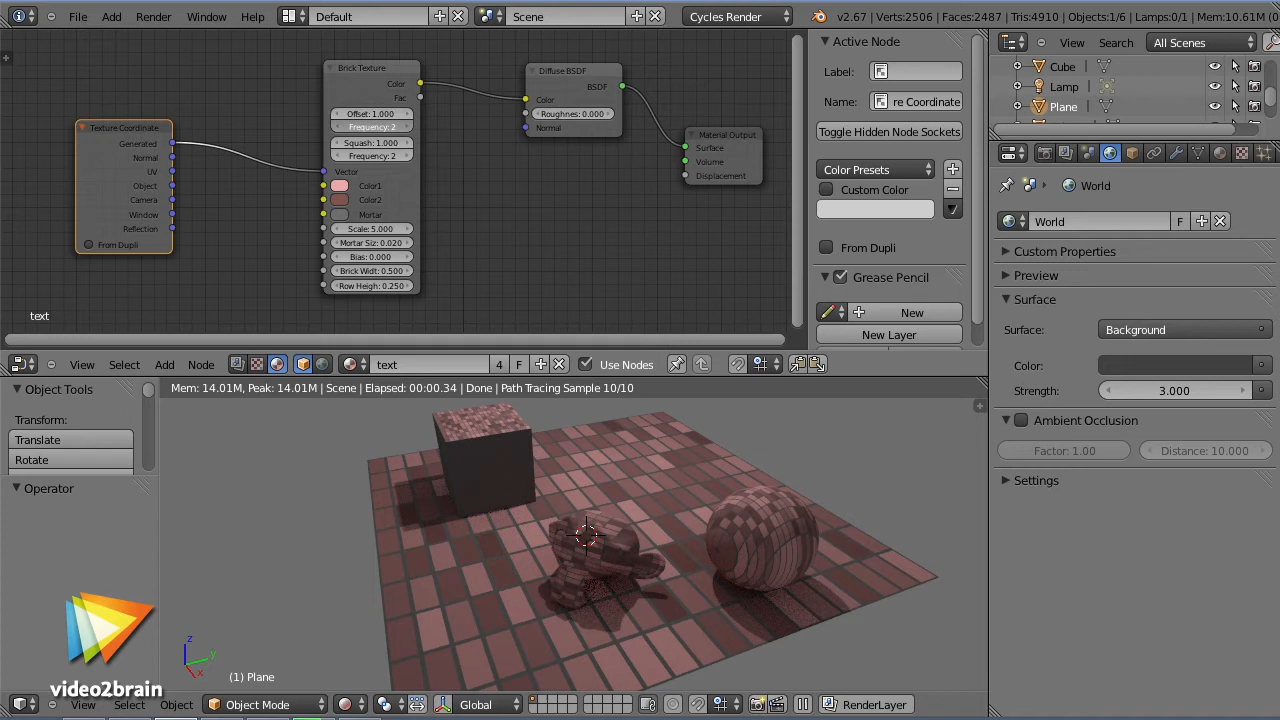 File Add Render Window Help Default Scene Cycles Render v2.67 | Verts:2506 | Faces:2487 | Tris:4910 | Objects:1/6 | Lamps:0/1 | Mem:10.61M (0
View Search All Scenes
Cube
Lamp
Plane
Active Node
Label:
Name: re Coordinate
Toggle Hidden Node Sockets
Color Presets
Custom Color
From Dupli
Grease Pencil
New
New Layer
Texture Coordinate
Generated
Normal
UV
Object
Camera
Window
Reflection
From Dupli
Brick Texture
Color
Fac
Offset: 1.000
Frequency: 2
Squash: 1.000
Frequency: 2
Vector
Color1
Color2
Mortar
Scale: 5.000
Mortar Siz: 0.020
Bias: 0.000
Brick Widt: 0.500
Row Heigh: 0.250
Diffuse BSDF
BSDF
Color
Roughnes: 0.000
Normal
Material Output
Surface
Volume
Displacement
text
View Select Add Node text 4 F Use Nodes
World
World F
Custom Properties
Preview
Surface
Surface: Background
Color:
Strength: 3.000
Ambient Occlusion
Factor: 1.00 Distance: 10.000
Settings
Object Tools
Transform:
Translate
Rotate
Operator
Mem: 14.01M, Peak: 14.01M | Scene | Elapsed: 00:00.34 | Done | Path Tracing Sample 10/10
z
y
x
(1) Plane
video2brain
View Select Object Object Mode Global RenderLayer